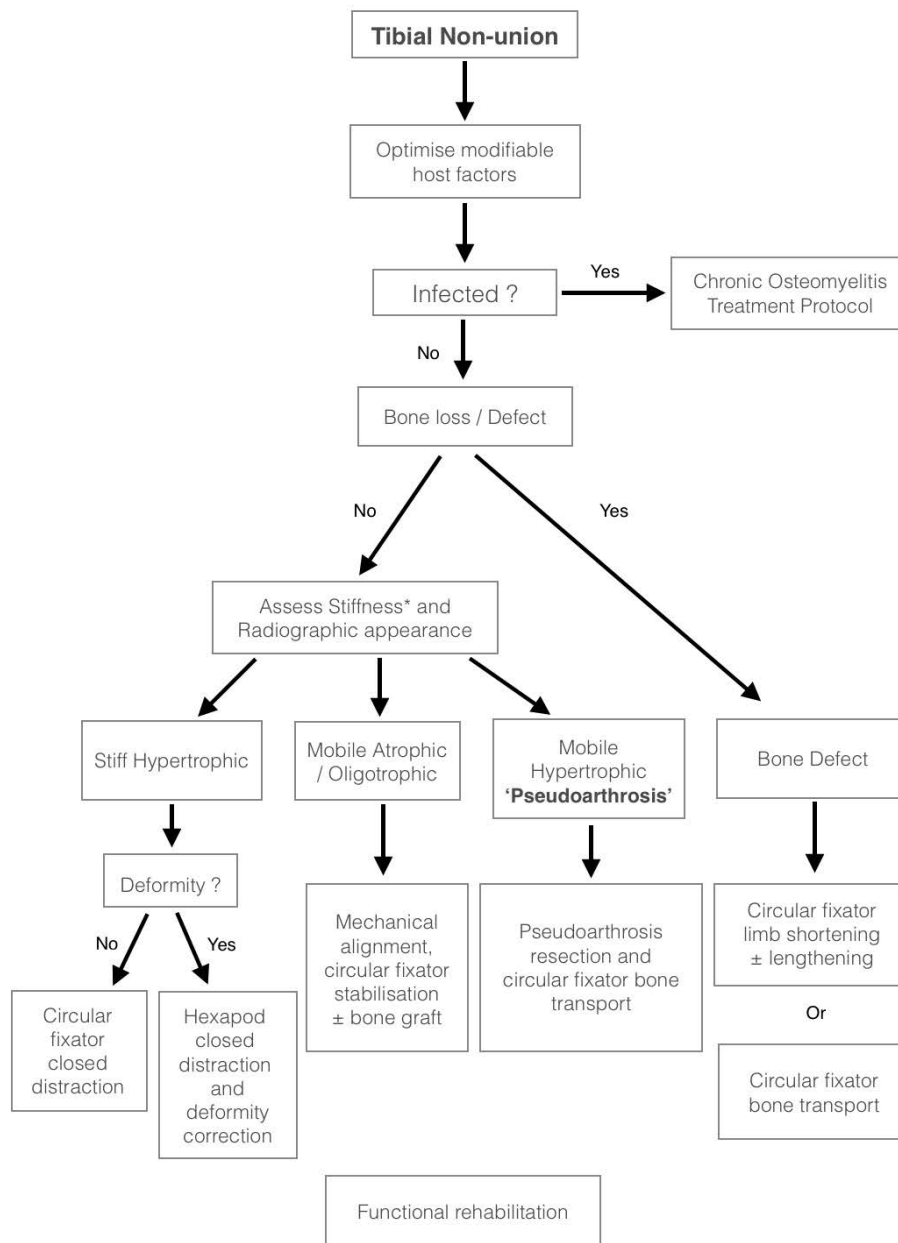 Tibial Non-union
Optimise modifiable
host factors
Infected ?
Yes
Chronic Osteomyelitis
Treatment Protocol
No
Bone loss / Defect
No
Yes
Assess Stiffness* and
Radiographic appearance
Stiff Hypertrophic
Mobile Atrophic
/ Oligotrophic
Mobile
Hypertrophic
‘Pseudoarthrosis’
Bone Defect
Deformity ?
No
Yes
Circular
fixator
closed
distraction
Hexapod
closed
distraction
and
deformity
correction
Mechanical
alignment,
circular fixator
stabilisation
± bone graft
Pseudoarthrosis
resection and
circular fixator bone
transport
Circular fixator
limb shortening
± lengthening
Or
Circular fixator
bone transport
Functional rehabilitation